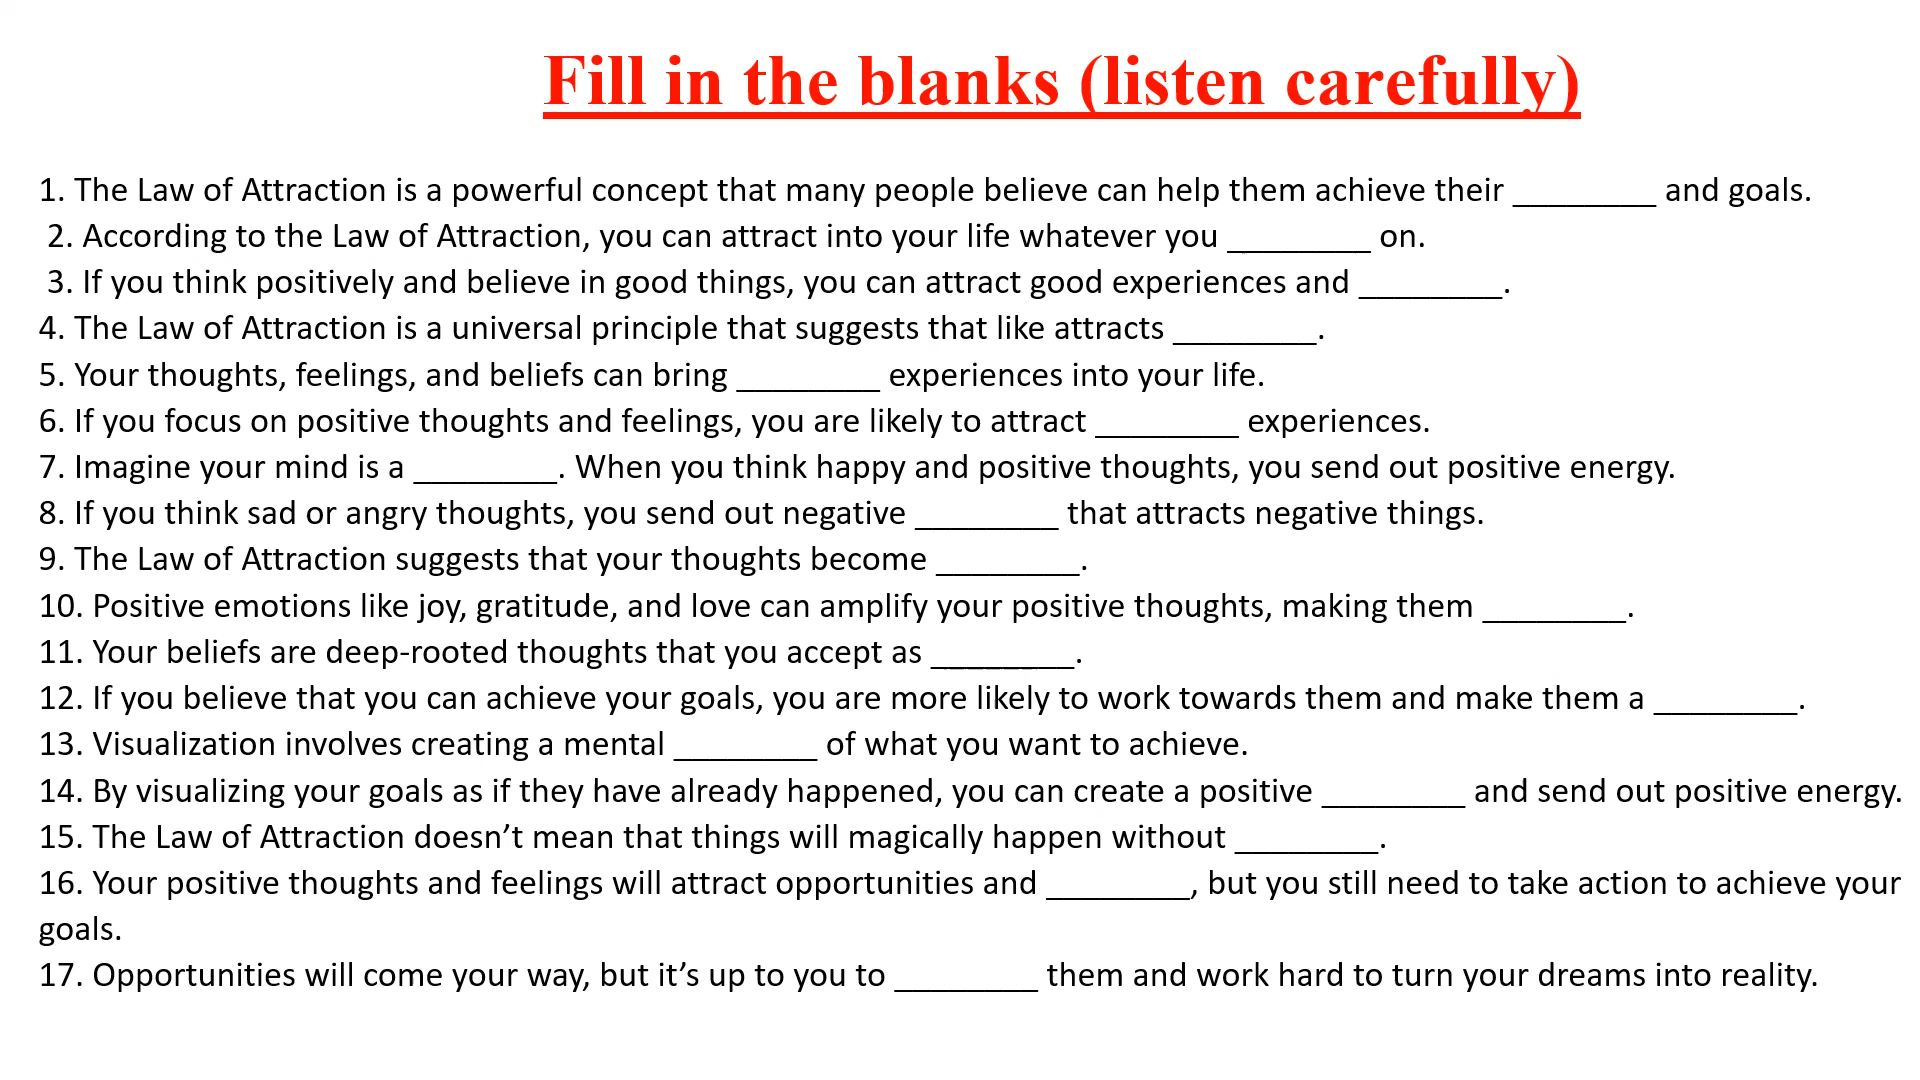 Fill in the blanks (listen carefully)
1. The Law of Attraction is a powerful concept that many people believe can help them achieve their ________ and goals.
2. According to the Law of Attraction, you can attract into your life whatever you ________ on.
3. If you think positively and believe in good things, you can attract good experiences and ________.
4. The Law of Attraction is a universal principle that suggests that like attracts ________.
5. Your thoughts, feelings, and beliefs can bring ________ experiences into your life.
6. If you focus on positive thoughts and feelings, you are likely to attract ________ experiences.
7. Imagine your mind is a ________. When you think happy and positive thoughts, you send out positive energy.
8. If you think sad or angry thoughts, you send out negative ________ that attracts negative things.
9. The Law of Attraction suggests that your thoughts become ________.
10. Positive emotions like joy, gratitude, and love can amplify your positive thoughts, making them ________.
11. Your beliefs are deep-rooted thoughts that you accept as ________.
12. If you believe that you can achieve your goals, you are more likely to work towards them and make them a ________.
13. Visualization involves creating a mental ________ of what you want to achieve.
14. By visualizing your goals as if they have already happened, you can create a positive ________ and send out positive energy.
15. The Law of Attraction doesn’t mean that things will magically happen without ________.
16. Your positive thoughts and feelings will attract opportunities and ________, but you still need to take action to achieve your
goals.
17. Opportunities will come your way, but it’s up to you to ________ them and work hard to turn your dreams into reality.